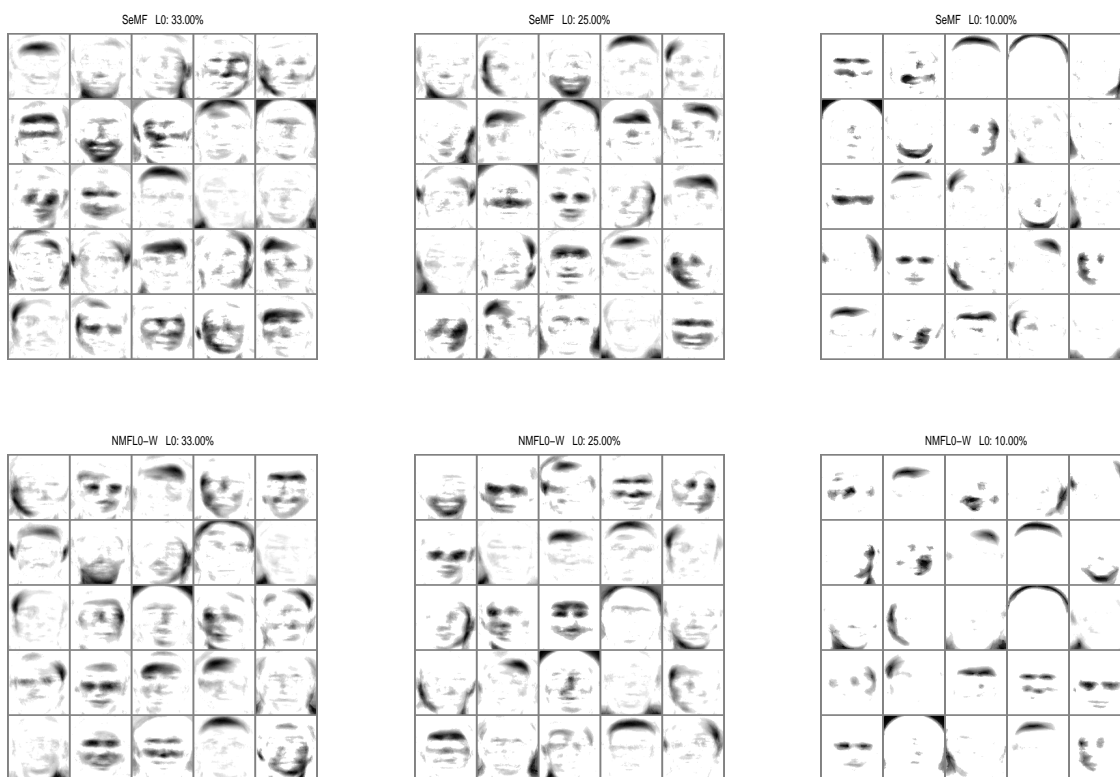 SeMF L0: 33.00%
SeMF L0: 25.00%
SeMF L0: 10.00%
NMFL0-W L0: 33.00%
NMFL0-W L0: 25.00%
NMFL0-W L0: 10.00%